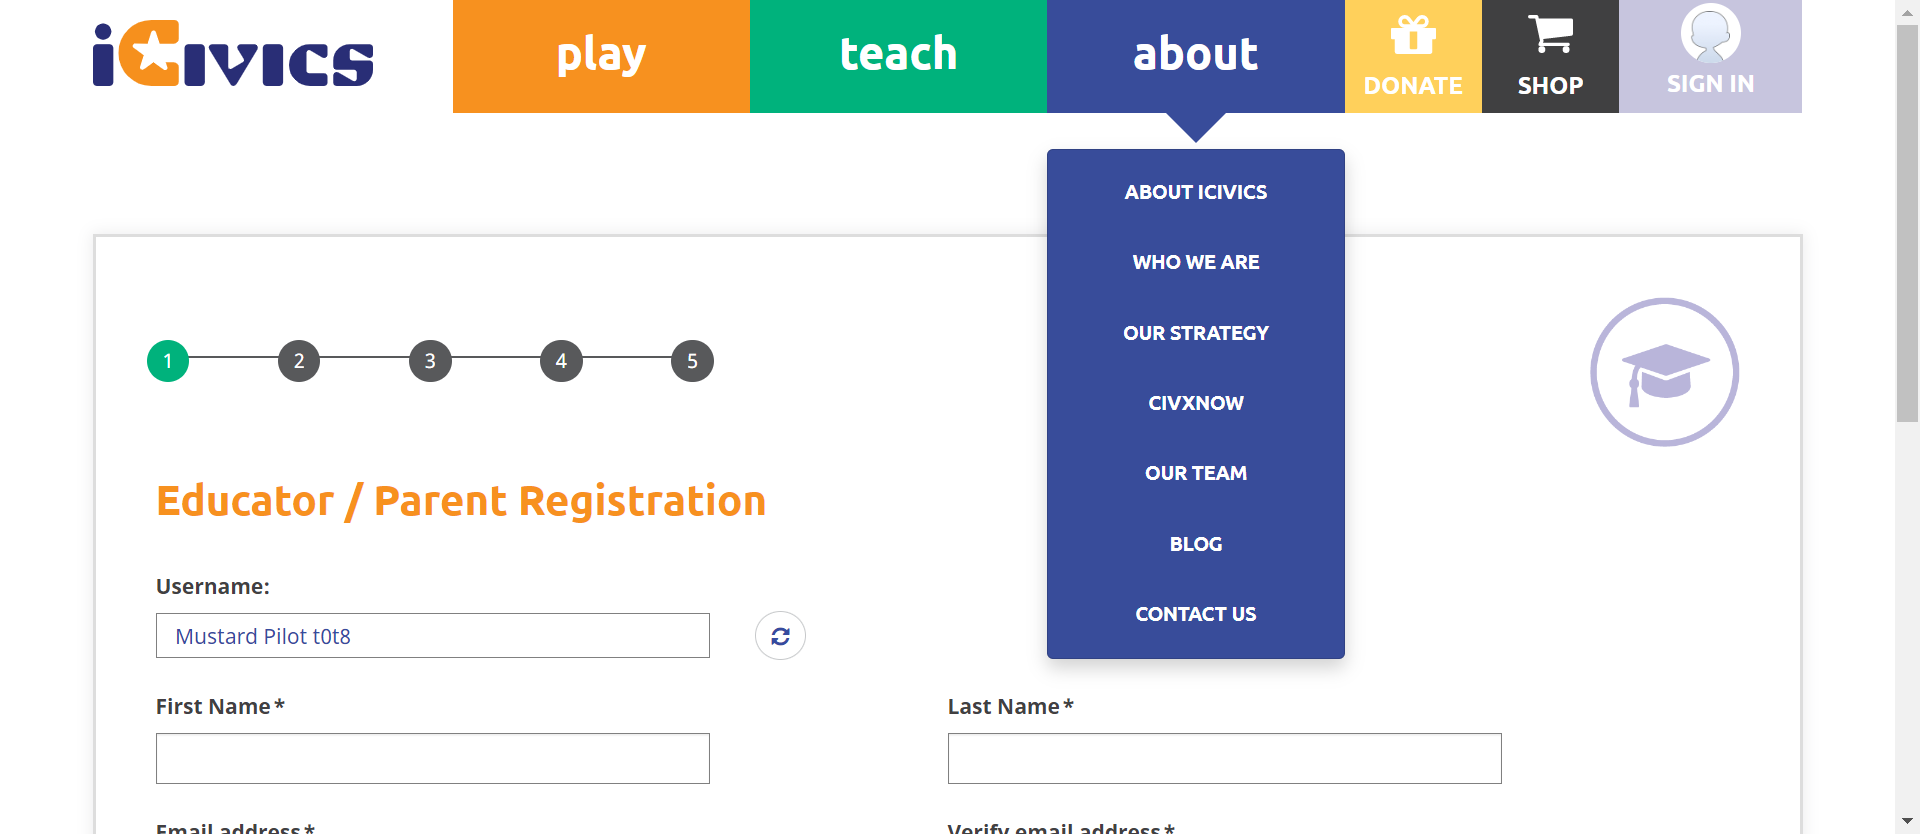 iCivics
play
teach
about
DONATE
SHOP
SIGN IN
ABOUT ICIVICS
WHO WE ARE
OUR STRATEGY
CIVXNOW
OUR TEAM
BLOG
CONTACT US
1 2 3 4 5
Educator / Parent Registration
Username:
Mustard Pilot t0t8
First Name*
Last Name*
Email address*
Verify email address*